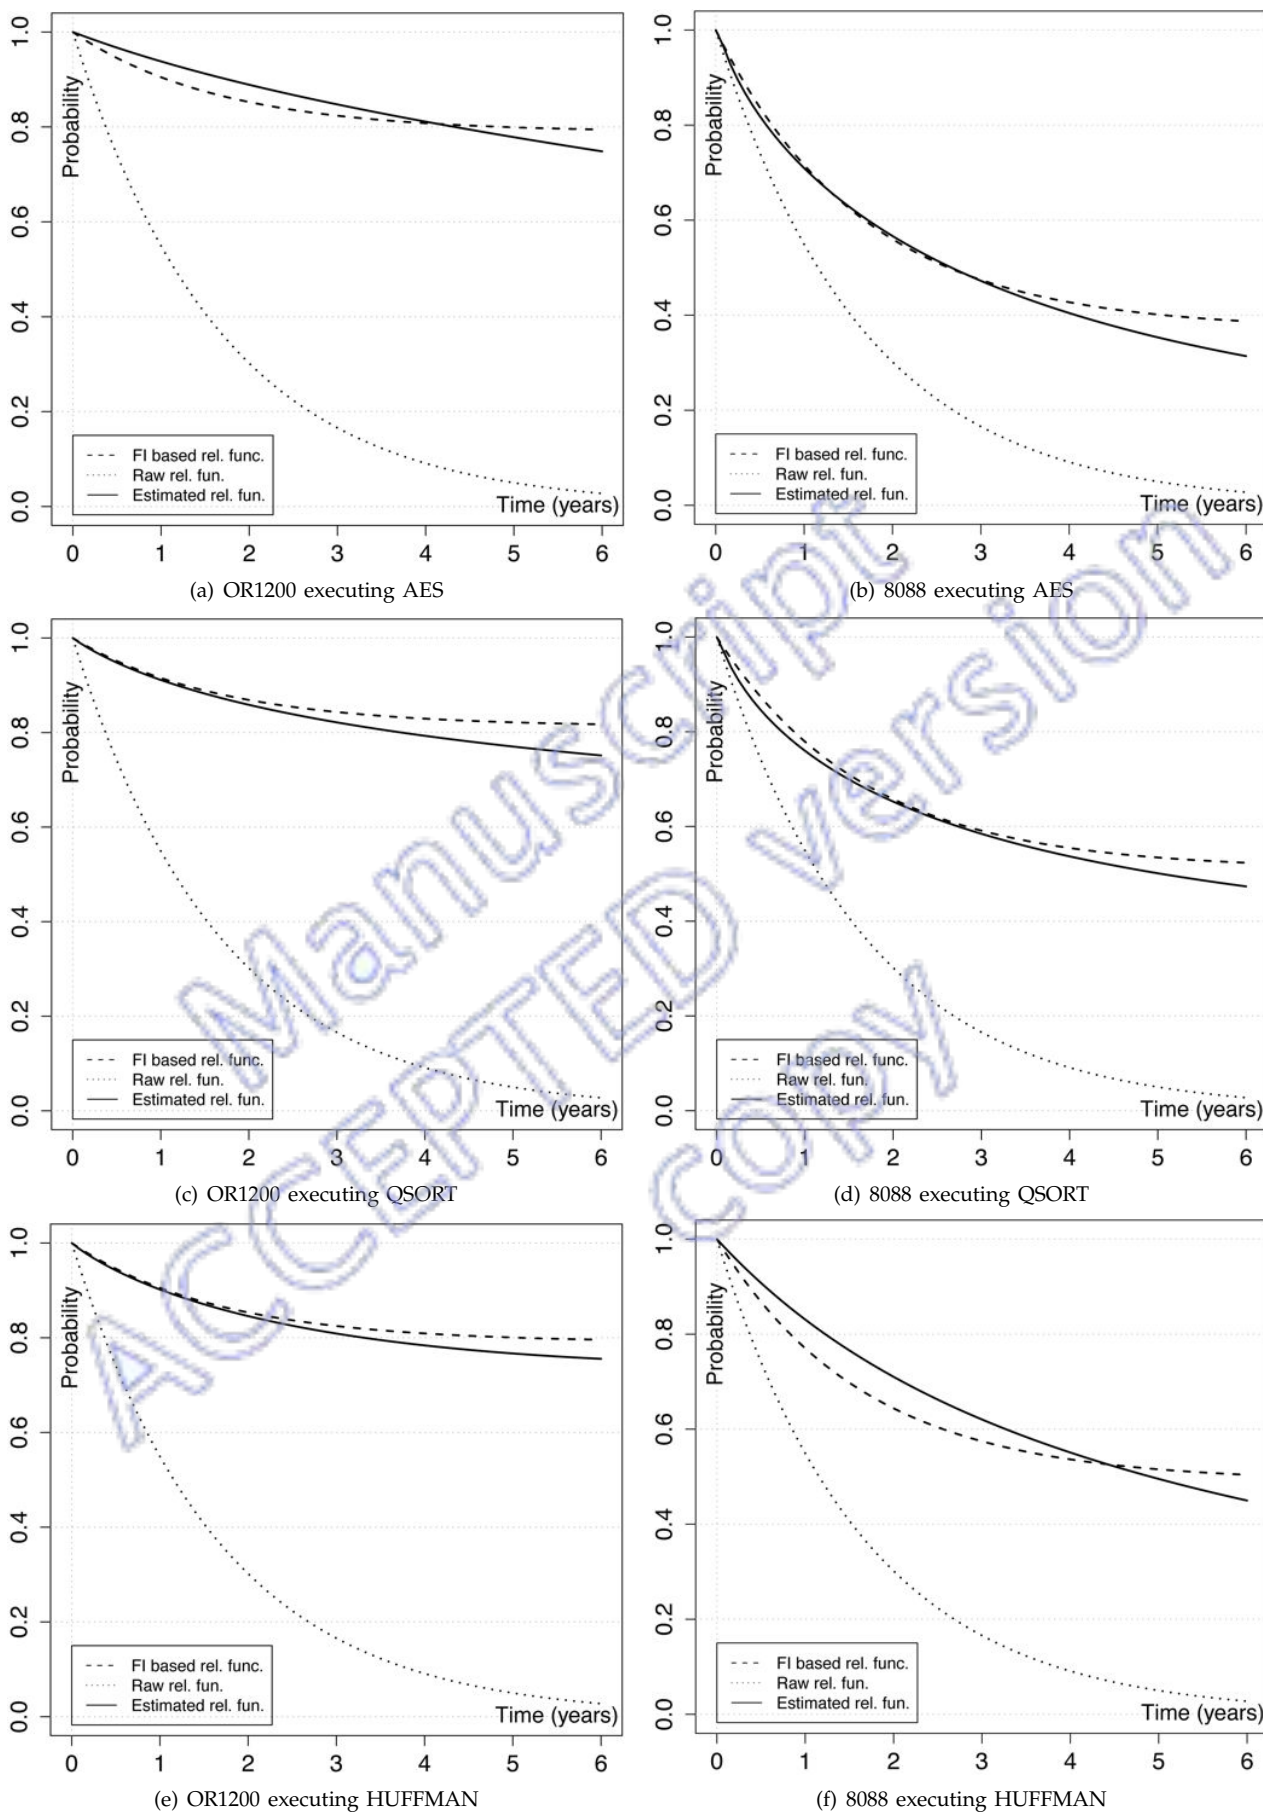 1.0
0.8
0.6
0.4
0.2
0.0
Probability
FI based rel. func.
Raw rel. fun.
Estimated rel. fun.
Time (years)
0 1 2 3 4 5 6
(a) OR1200 executing AES
1.0
0.8
0.6
0.4
0.2
0.0
Probability
FI based rel. func.
Raw rel. fun.
Estimated rel. fun.
Time (years)
0 1 2 3 4 5 6
(b) 8088 executing AES
1.0
0.8
0.6
0.4
0.2
0.0
Probability
FI based rel. func.
Raw rel. fun.
Estimated rel. fun.
Time (years)
0 1 2 3 4 5 6
(c) OR1200 executing QSORT
1.0
0.8
0.6
0.4
0.2
0.0
Probability
FI based rel. func.
Raw rel. fun.
Estimated rel. fun.
Time (years)
0 1 2 3 4 5 6
(d) 8088 executing QSORT
1.0
0.8
0.6
0.4
0.2
0.0
Probability
FI based rel. func.
Raw rel. fun.
Estimated rel. fun.
Time (years)
0 1 2 3 4 5 6
(e) OR1200 executing HUFFMAN
1.0
0.8
0.6
0.4
0.2
0.0
Probability
FI based rel. func.
Raw rel. fun.
Estimated rel. fun.
Time (years)
0 1 2 3 4 5 6
(f) 8088 executing HUFFMAN
Manuscript
ACCEPTED version
copy